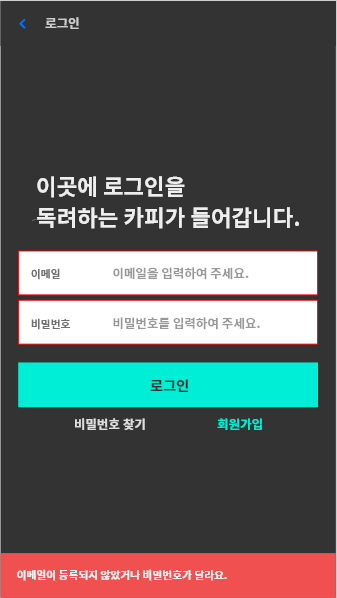 로그인
이곳에 로그인을
독려하는 카피가 들어갑니다.
이메일 이메일을 입력하여 주세요.
비밀번호 비밀번호를 입력하여 주세요.
로그인
비밀번호 찾기 회원가입
이메일이 등록되지 않았거나 비밀번호가 달라요.